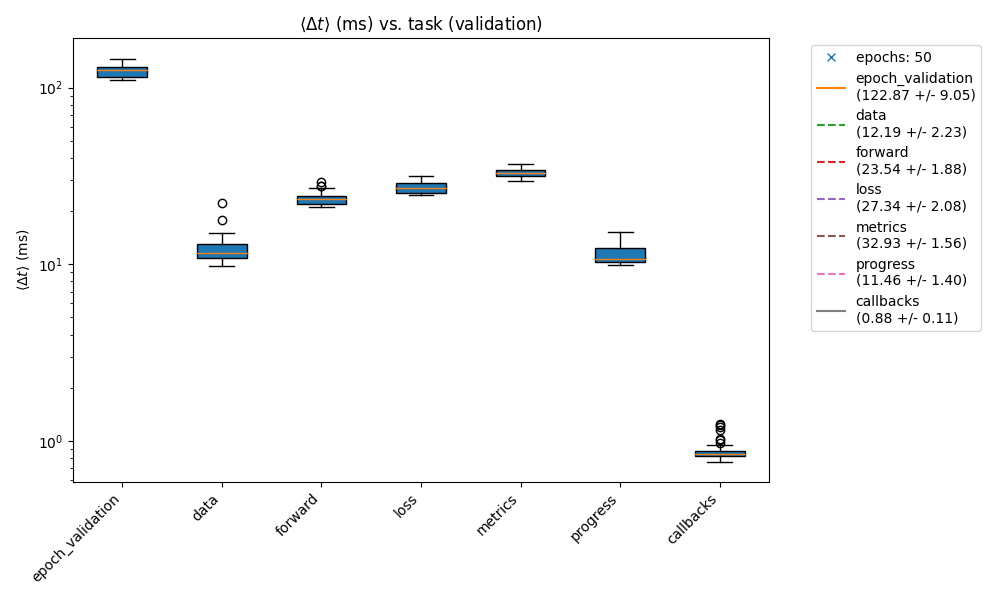 ⟨Δt⟩ (ms) vs. task (validation)
⟨Δt⟩ (ms)
10²
10¹
10⁰
epoch_validation
data
forward
loss
metrics
progress
callbacks
epochs: 50
epoch_validation
(122.87 +/- 9.05)
data
(12.19 +/- 2.23)
forward
(23.54 +/- 1.88)
loss
(27.34 +/- 2.08)
metrics
(32.93 +/- 1.56)
progress
(11.46 +/- 1.40)
callbacks
(0.88 +/- 0.11)